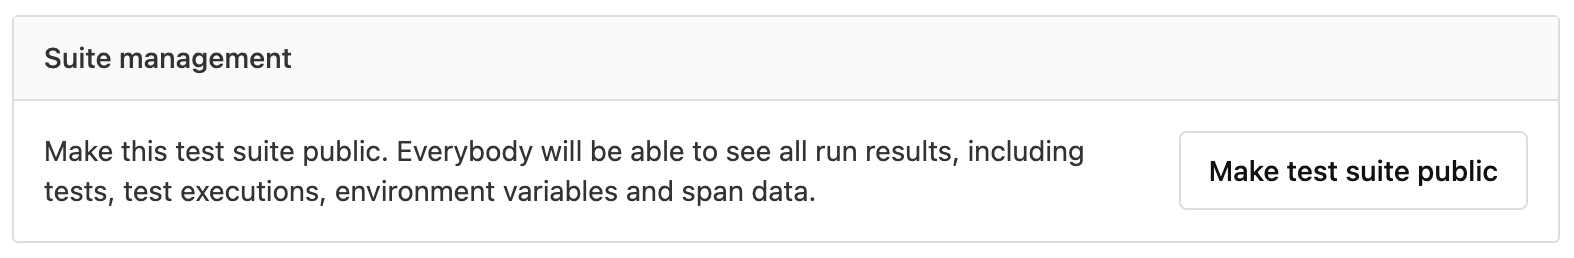 Suite management
Make this test suite public. Everybody will be able to see all run results, including
tests, test executions, environment variables and span data.
Make test suite public